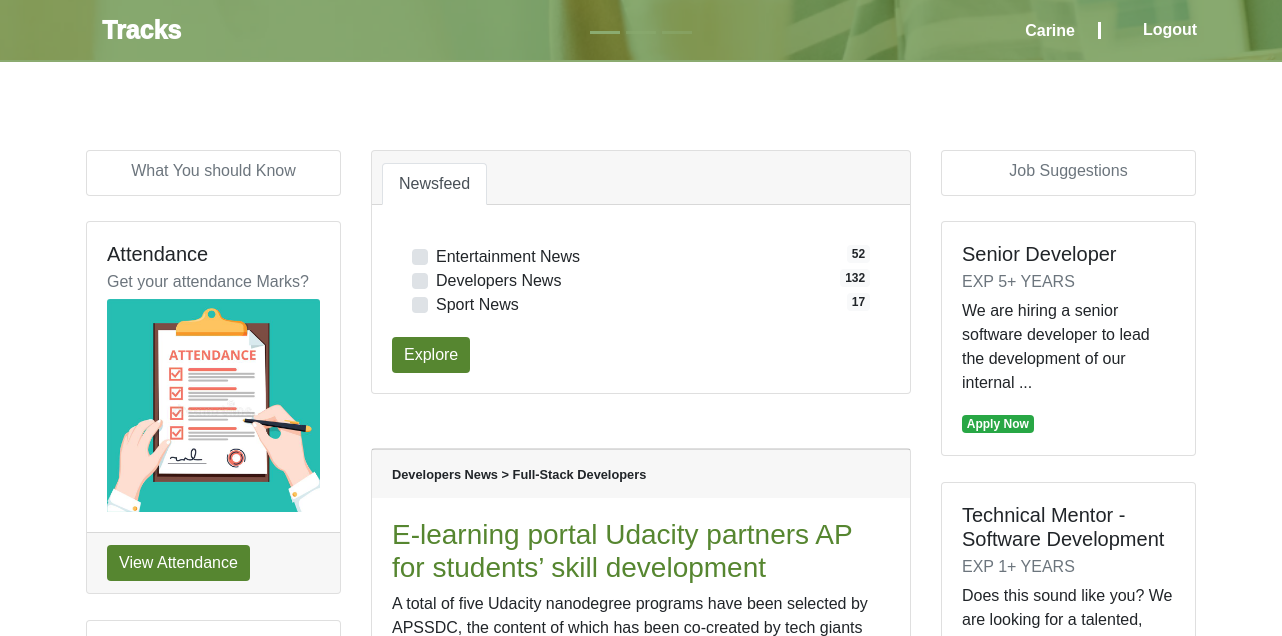 Tracks
Carine
Logout
What You should Know
Attendance
Get your attendance Marks?
ATTENDANCE
View Attendance
Newsfeed
Entertainment News 52
Developers News 132
Sport News 17
Explore
Developers News > Full-Stack Developers
E-learning portal Udacity partners AP
for students’ skill development
A total of five Udacity nanodegree programs have been selected by
APSSDC, the content of which has been co-created by tech giants
Job Suggestions
Senior Developer
EXP 5+ YEARS
We are hiring a senior
software developer to lead
the development of our
internal ...
Apply Now
Technical Mentor -
Software Development
EXP 1+ YEARS
Does this sound like you? We
are looking for a talented,